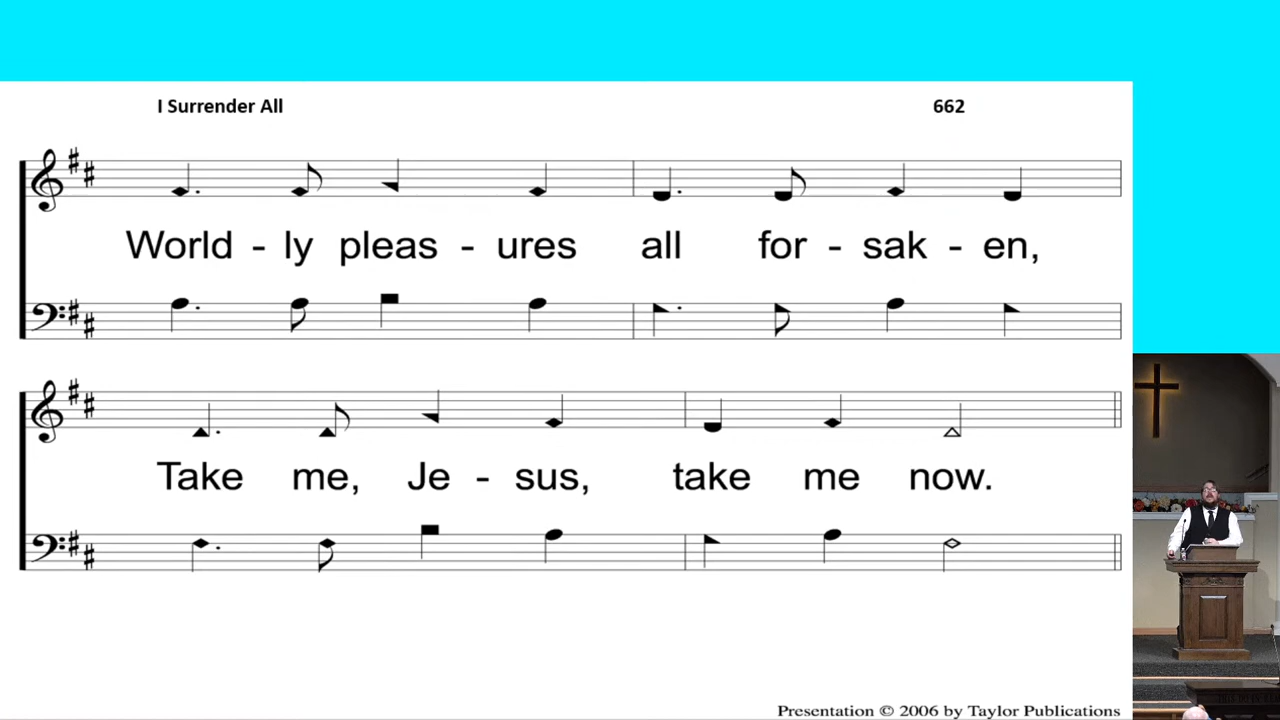 I Surrender All 662
World - ly pleas - ures all for - sak - en,
Take me, Je - sus, take me now.
Presentation © 2006 by Taylor Publications